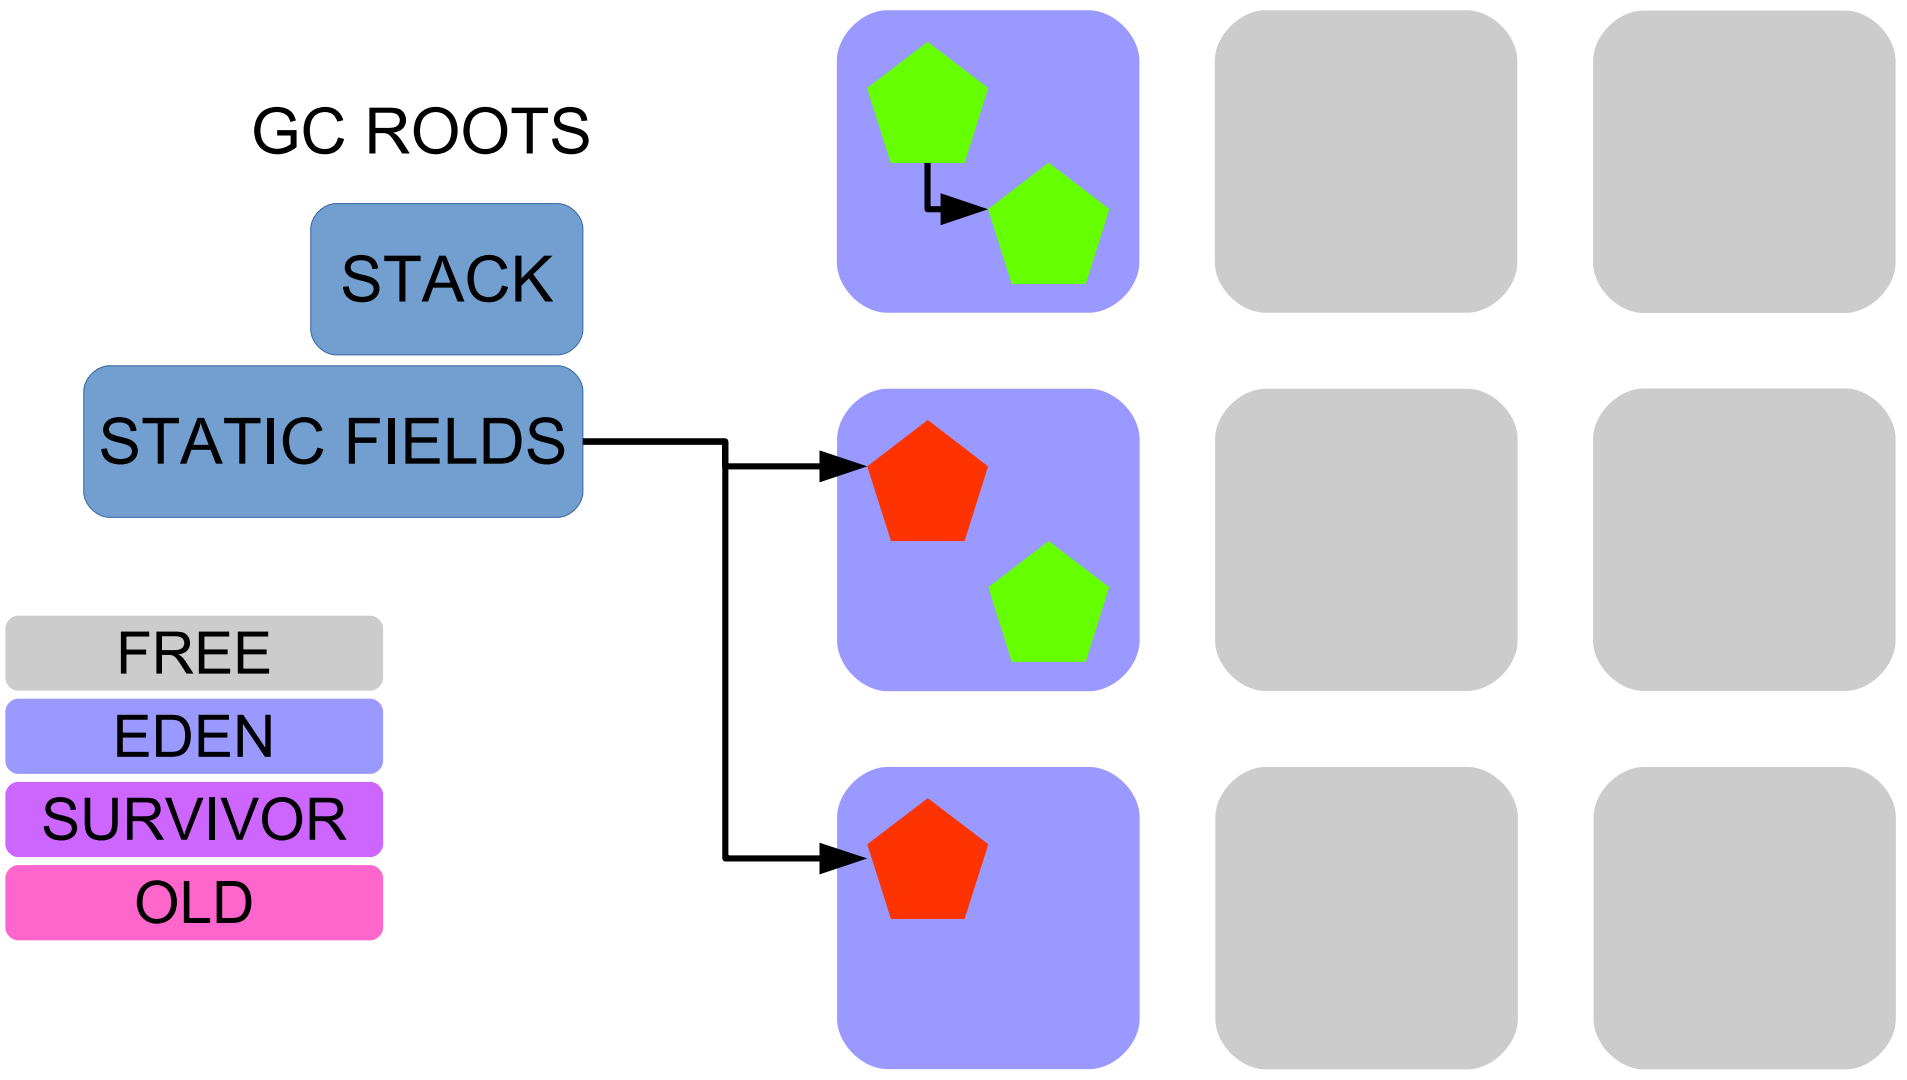 GC ROOTS
STACK
STATIC FIELDS
FREE
EDEN
SURVIVOR
OLD